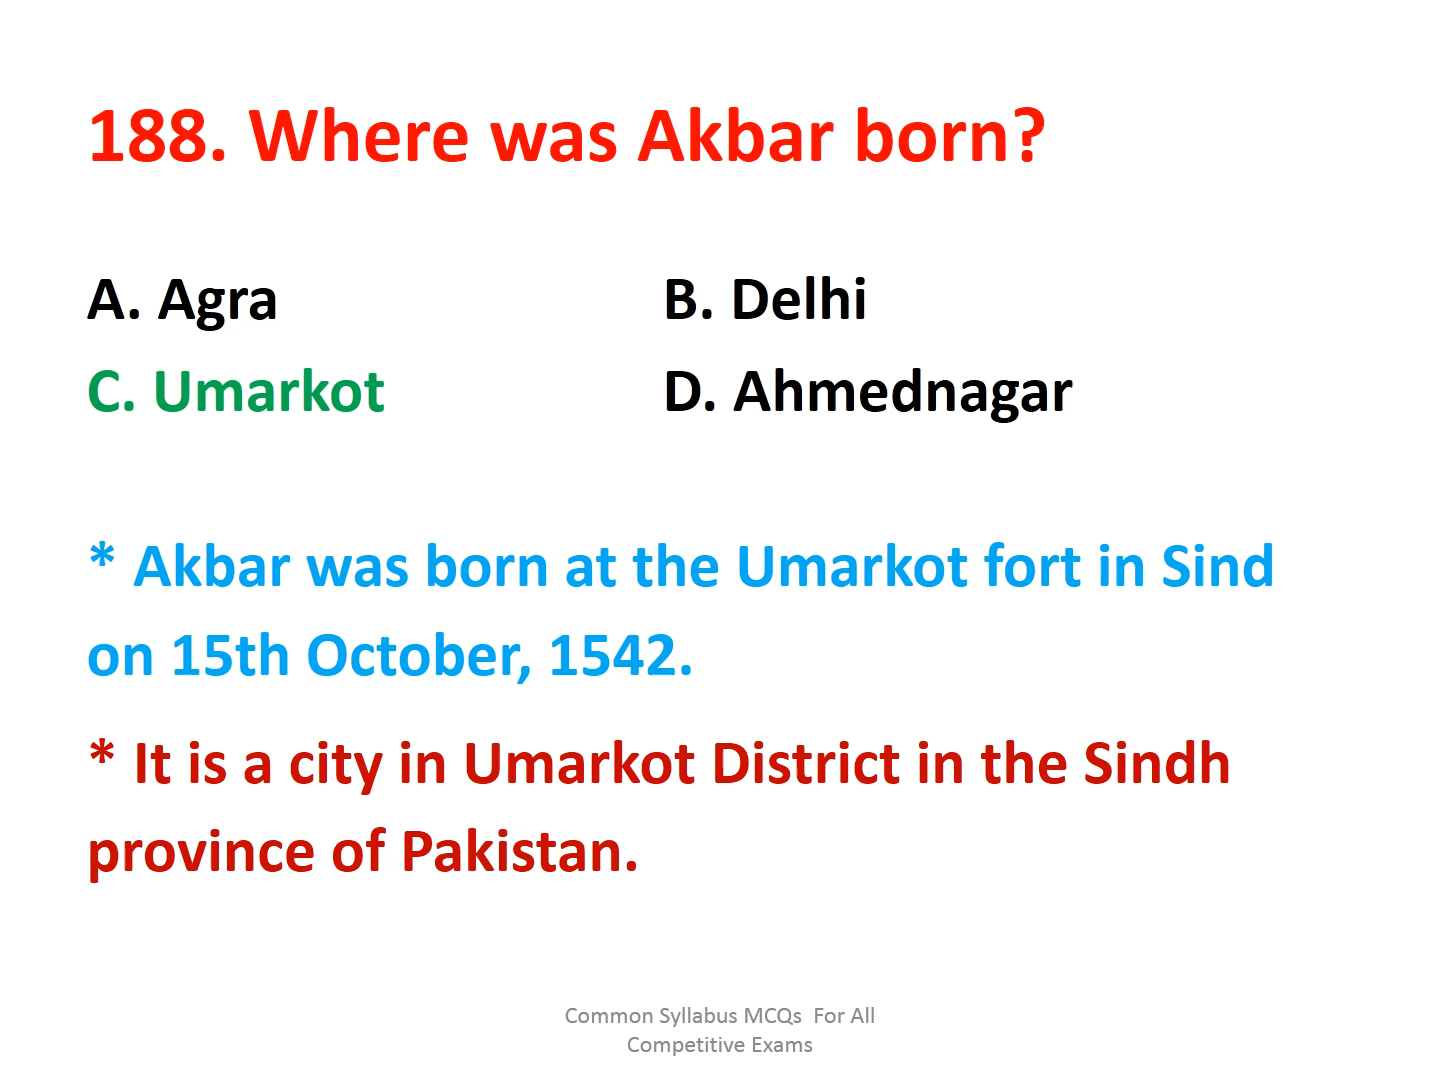 188. Where was Akbar born?
A. Agra B. Delhi
C. Umarkot D. Ahmednagar
* Akbar was born at the Umarkot fort in Sind
on 15th October, 1542.
* It is a city in Umarkot District in the Sindh
province of Pakistan.
Common Syllabus MCQs For All
Competitive Exams